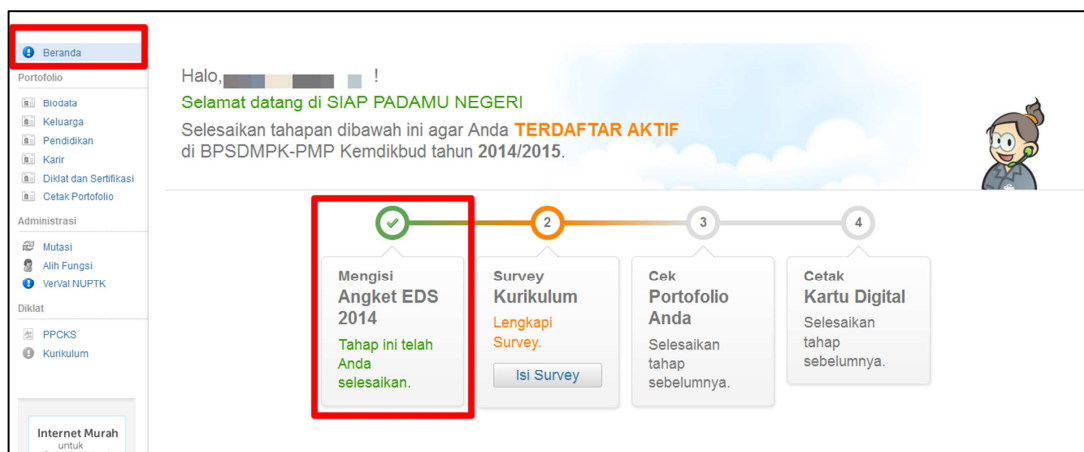 Beranda
Portofolio
Biodata
Keluarga
Pendidikan
Karir
Diklat dan Sertifikasi
Cetak Portofolio
Administrasi
Mutasi
Alih Fungsi
VerVal NUPTK
Diklat
PPCKS
Kurikulum
Internet Murah
untuk
Halo, !
Selamat datang di SIAP PADAMU NEGERI
Selesaikan tahapan dibawah ini agar Anda TERDAFTAR AKTIF
di BPSDMPK-PMP Kemdikbud tahun 2014/2015.
Mengisi
Angket EDS
2014
Tahap ini telah
Anda
selesaikan.
2
Survey
Kurikulum
Lengkapi
Survey.
Isi Survey
3
Cek
Portofolio
Anda
Selesaikan
tahap
sebelumnya.
4
Cetak
Kartu Digital
Selesaikan
tahap
sebelumnya.